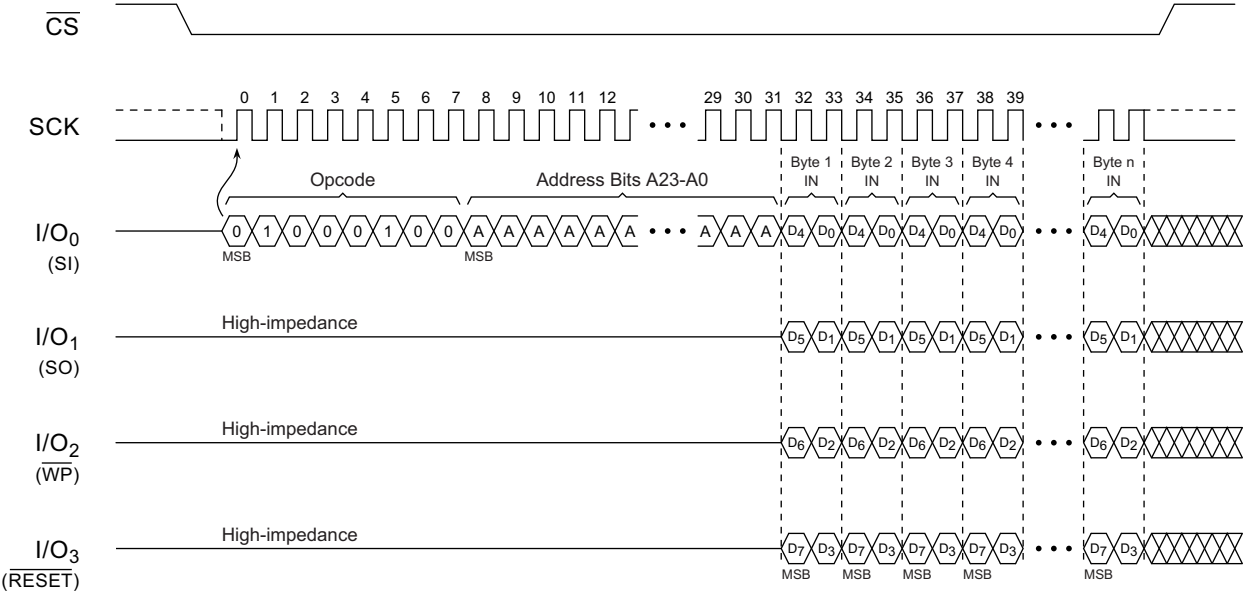 CS
SCK
0 1 2 3 4 5 6 7 8 9 10 11 12 • • • 29 30 31 32 33 34 35 36 37 38 39 • • •
Opcode Address Bits A23-A0 Byte 1 IN Byte 2 IN Byte 3 IN Byte 4 IN Byte n IN
I/O0 (SI)
0 1 0 0 0 1 0 0 A A A A A A • • • A A A D4 D0 D4 D0 D4 D0 D4 D0 • • • D4 D0
MSB MSB
High-impedance
I/O1 (SO)
D5 D1 D5 D1 D5 D1 D5 D1 • • • D5 D1
High-impedance
I/O2 (WP)
D6 D2 D6 D2 D6 D2 D6 D2 • • • D6 D2
High-impedance
I/O3 (RESET)
D7 D3 D7 D3 D7 D3 D7 D3 • • • D7 D3
MSB MSB MSB MSB MSB